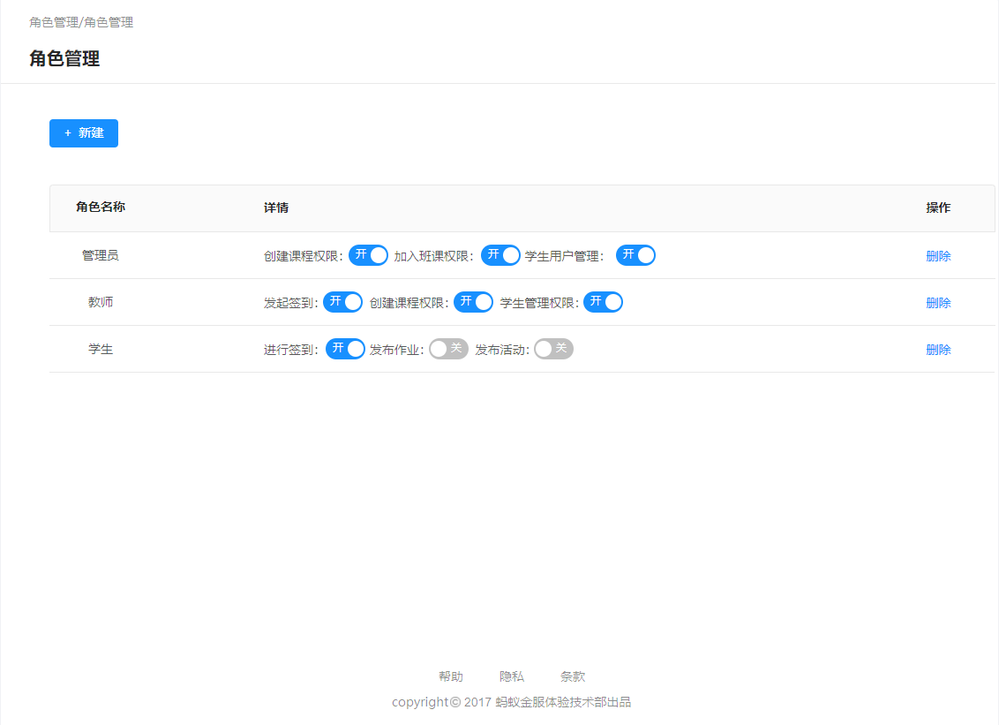 角色管理/角色管理
角色管理
+ 新建
角色名称 详情 操作
管理员 创建课程权限: 开 加入班课权限: 开 学生用户管理: 开 删除
教师 发起签到: 开 创建课程权限: 开 学生管理权限: 开 删除
学生 进行签到: 开 发布作业: 关 发布活动: 关 删除
帮助 隐私 条款
copyright© 2017 蚂蚁金服体验技术部出品